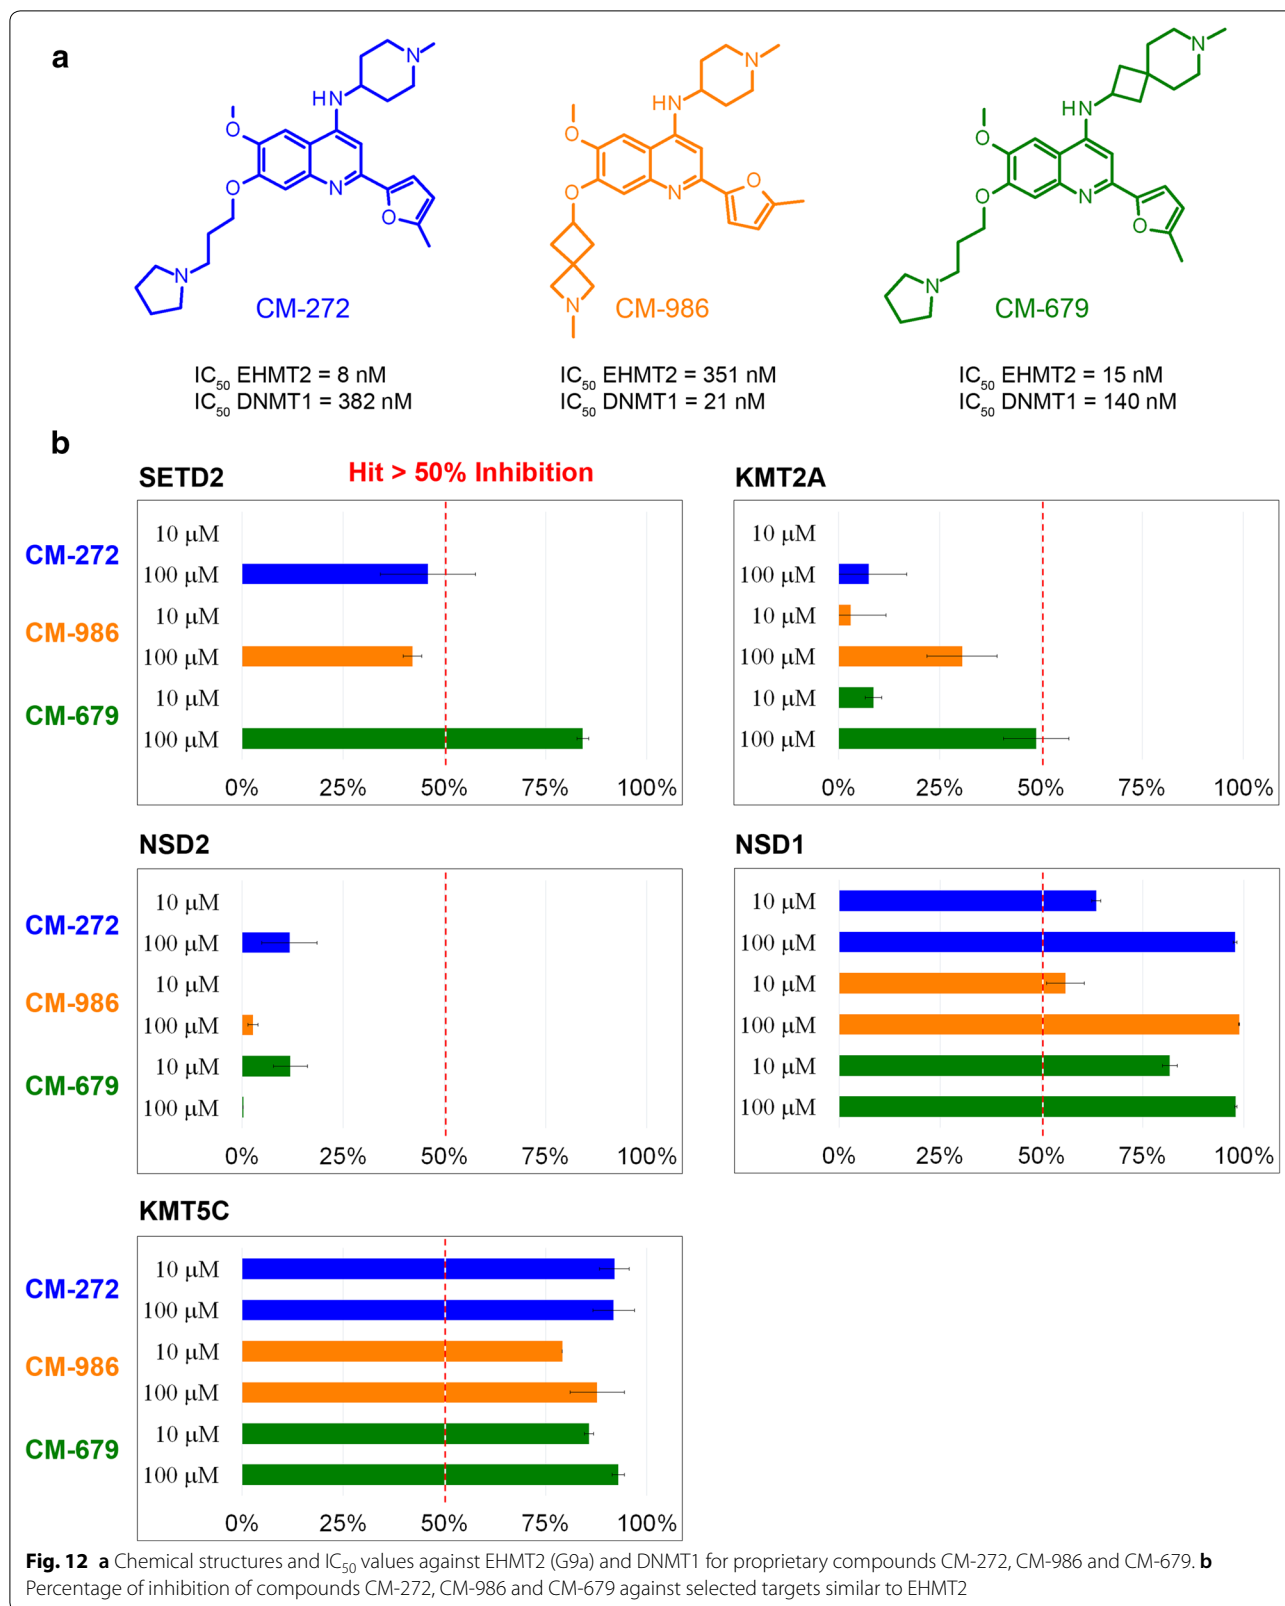 a
N
HN
O
O
N
O
N
CM-272
IC50 EHMT2 = 8 nM
IC50 DNMT1 = 382 nM
N
HN
O
O
N
O
N
CM-986
IC50 EHMT2 = 351 nM
IC50 DNMT1 = 21 nM
N
HN
O
O
N
O
N
CM-679
IC50 EHMT2 = 15 nM
IC50 DNMT1 = 140 nM
b
Hit > 50% Inhibition
SETD2
CM-272
10 µM
100 µM
CM-986
10 µM
100 µM
CM-679
10 µM
100 µM
0% 25% 50% 75% 100%
KMT2A
10 µM
100 µM
10 µM
100 µM
10 µM
100 µM
0% 25% 50% 75% 100%
NSD2
CM-272
10 µM
100 µM
CM-986
10 µM
100 µM
CM-679
10 µM
100 µM
0% 25% 50% 75% 100%
NSD1
10 µM
100 µM
10 µM
100 µM
10 µM
100 µM
0% 25% 50% 75% 100%
KMT5C
CM-272
10 µM
100 µM
CM-986
10 µM
100 µM
CM-679
10 µM
100 µM
0% 25% 50% 75% 100%
Fig. 12 a Chemical structures and IC50 values against EHMT2 (G9a) and DNMT1 for proprietary compounds CM-272, CM-986 and CM-679. b
Percentage of inhibition of compounds CM-272, CM-986 and CM-679 against selected targets similar to EHMT2